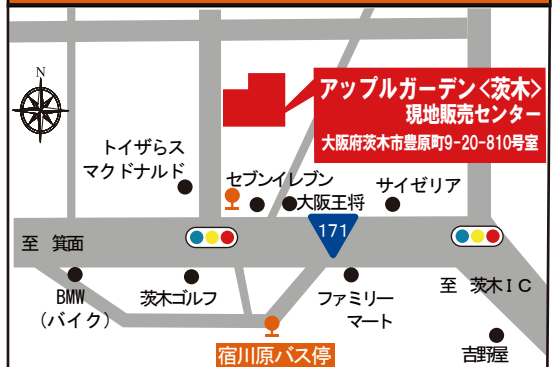 N
アップルガーデン<茨木>
現地販売センター
大阪府茨木市豊原町9-20-810号室
トイザらス
マクドナルド
セブンイレブン
大阪王将
サイゼリア
至 箕面
171
至 茨木IC
BMW
(バイク)
茨木ゴルフ
ファミリー
マート
宿川原バス停
吉野屋